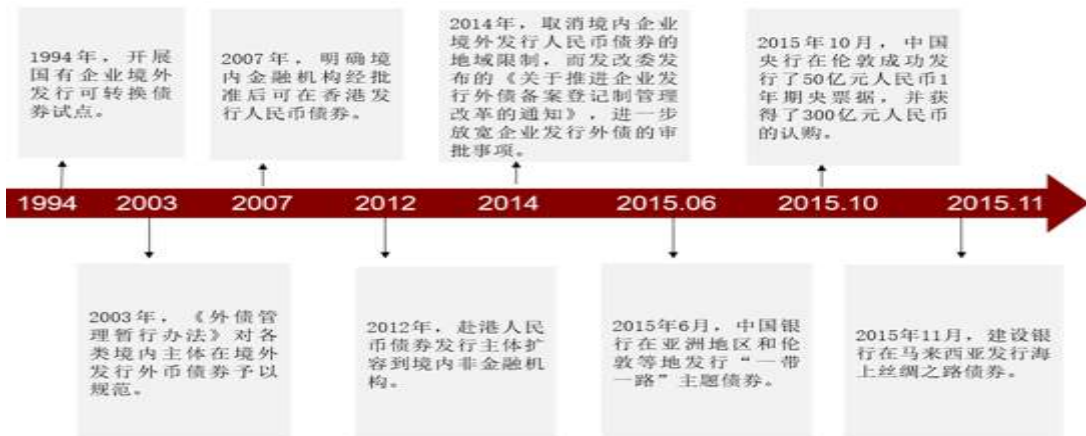 1994年，开展
国有企业境外
发行可转换债
券试点。
2007年，明确境
内金融机构经批
准后可在香港发
行人民币债券。
2014年，取消境内企业
境外发行人民币债券的
地域限制，而发改委发
布的《关于推进企业发
行外债备案登记制管理
改革的通知》，进一步
放宽企业发行外债的审
批事项。
2015年10月，中国
央行在伦敦成功发
行了50亿元人民币1
年期央票据，并获
得了300亿元人民币
的认购。
1994 2003 2007 2012 2014 2015.06 2015.10 2015.11
2003年，《外债管
理暂行办法》对各
类境内主体在境外
发行外币债券予以
规范。
2012年，赴港人民
币债券发行主体扩
容到境内非金融机
构。
2015年6月，中国银
行在亚洲地区和伦
敦等地发行“一带
一路”主题债券。
2015年11月，建设银
行在马来西亚发行海
上丝绸之路债券。